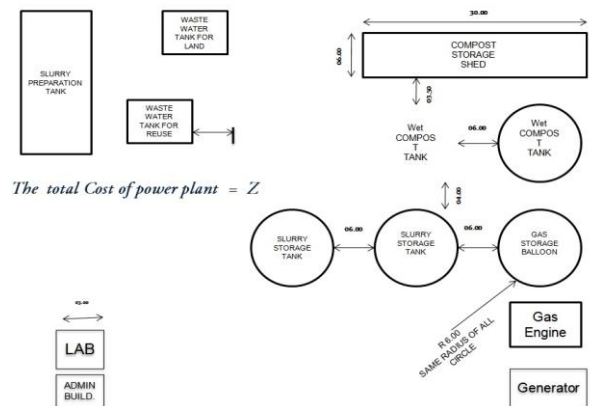 30.00
WASTE
WATER
TANK FOR
LAND
06.00
COMPOST
STORAGE
SHED
SLURRY
PREPARATION
TANK
03.50
WASTE
WATER
TANK FOR
REUSE
Wet
COMPOS
T
TANK
06.00
Wet
COMPOS
T
TANK
The total Cost of power plant = Z
04.00
SLURRY
STORAGE
TANK
06.00
SLURRY
STORAGE
TANK
06.00
GAS
STORAGE
BALLOON
03.00
R 6.00
SAME RADIUS OF ALL
CIRCLE
Gas
Engine
LAB
ADMIN
BUILD.
Generator